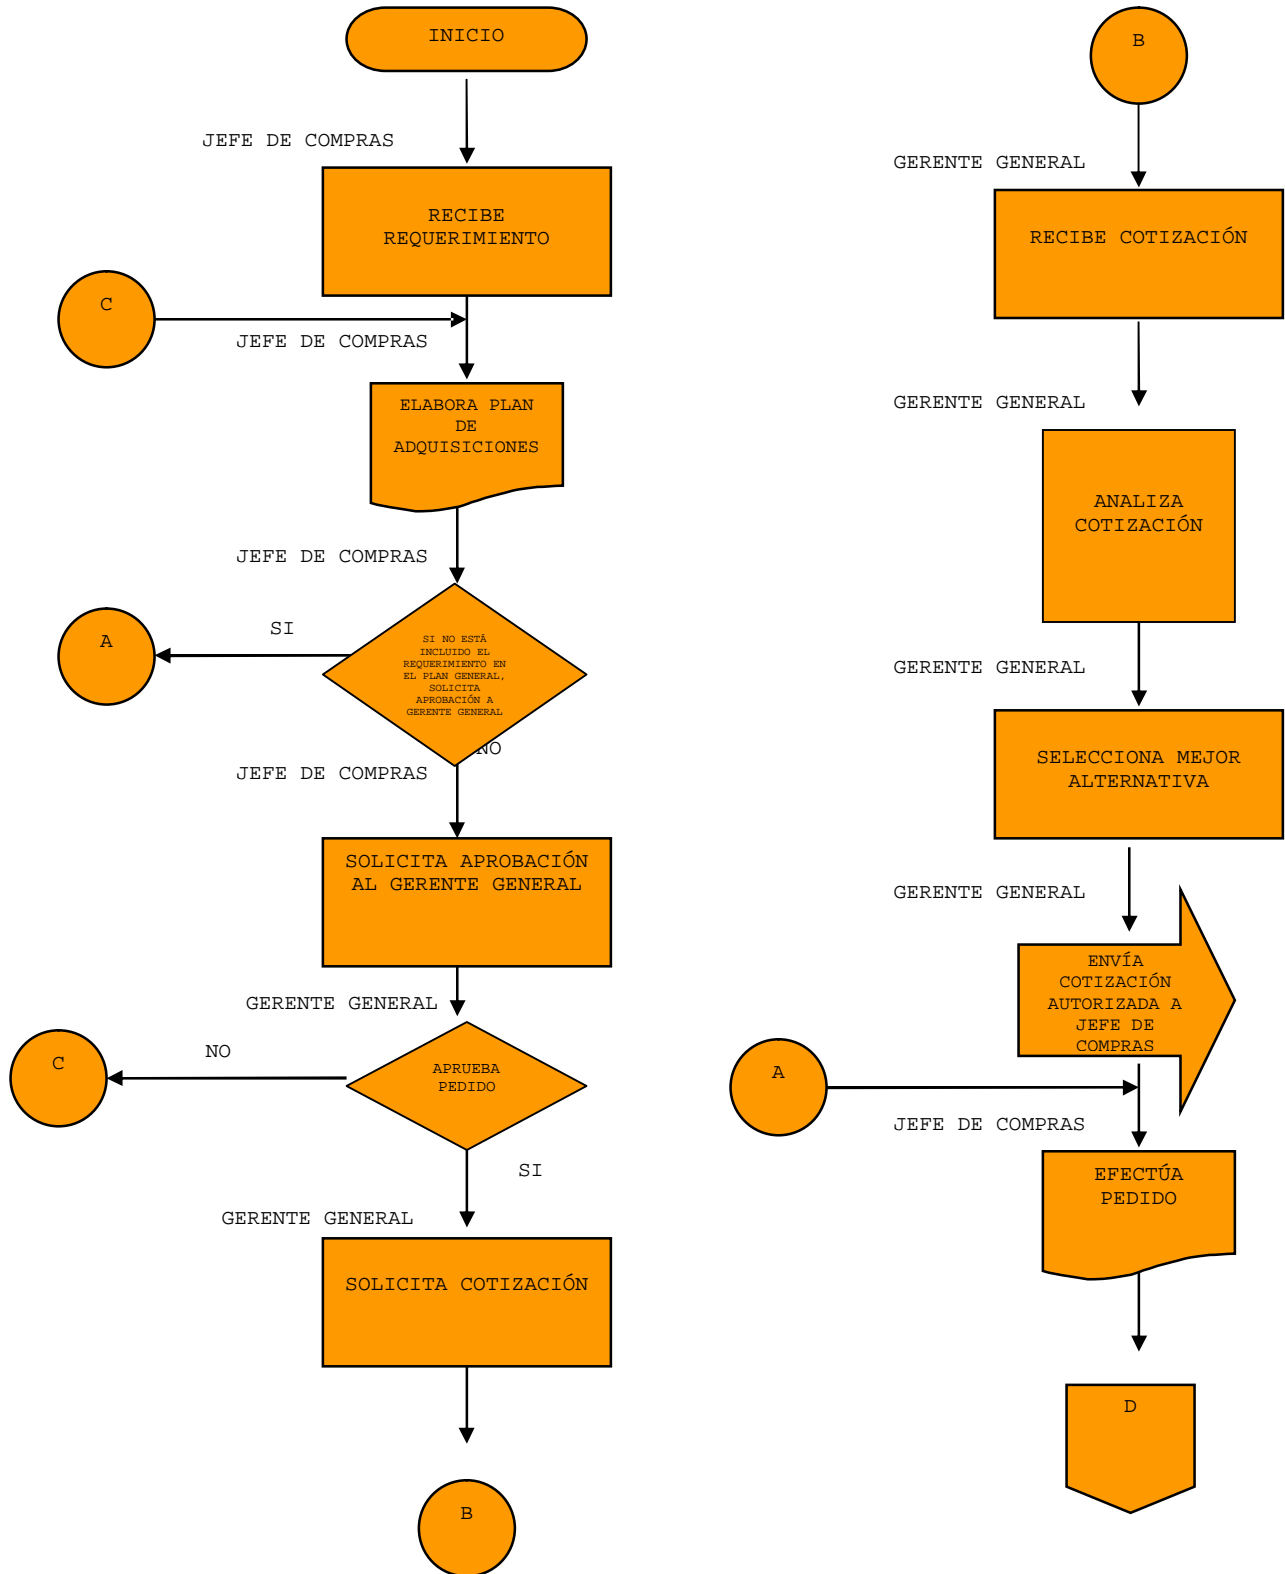 INICIO
JEFE DE COMPRAS
RECIBE
REQUERIMIENTO
C
JEFE DE COMPRAS
ELABORA PLAN
DE
ADQUISICIONES
JEFE DE COMPRAS
A
SI
SI NO ESTÁ
INCLUIDO EL
REQUERIMIENTO EN
EL PLAN GENERAL,
SOLICITA
APROBACIÓN A
GERENTE GENERAL
NO
JEFE DE COMPRAS
SOLICITA APROBACIÓN
AL GERENTE GENERAL
GERENTE GENERAL
C
NO
APRUEBA
PEDIDO
SI
GERENTE GENERAL
SOLICITA COTIZACIÓN
B
B
GERENTE GENERAL
RECIBE COTIZACIÓN
GERENTE GENERAL
ANALIZA
COTIZACIÓN
GERENTE GENERAL
SELECCIONA MEJOR
ALTERNATIVA
GERENTE GENERAL
ENVÍA
COTIZACIÓN
AUTORIZADA A
JEFE DE
COMPRAS
A
JEFE DE COMPRAS
EFECTÚA
PEDIDO
D